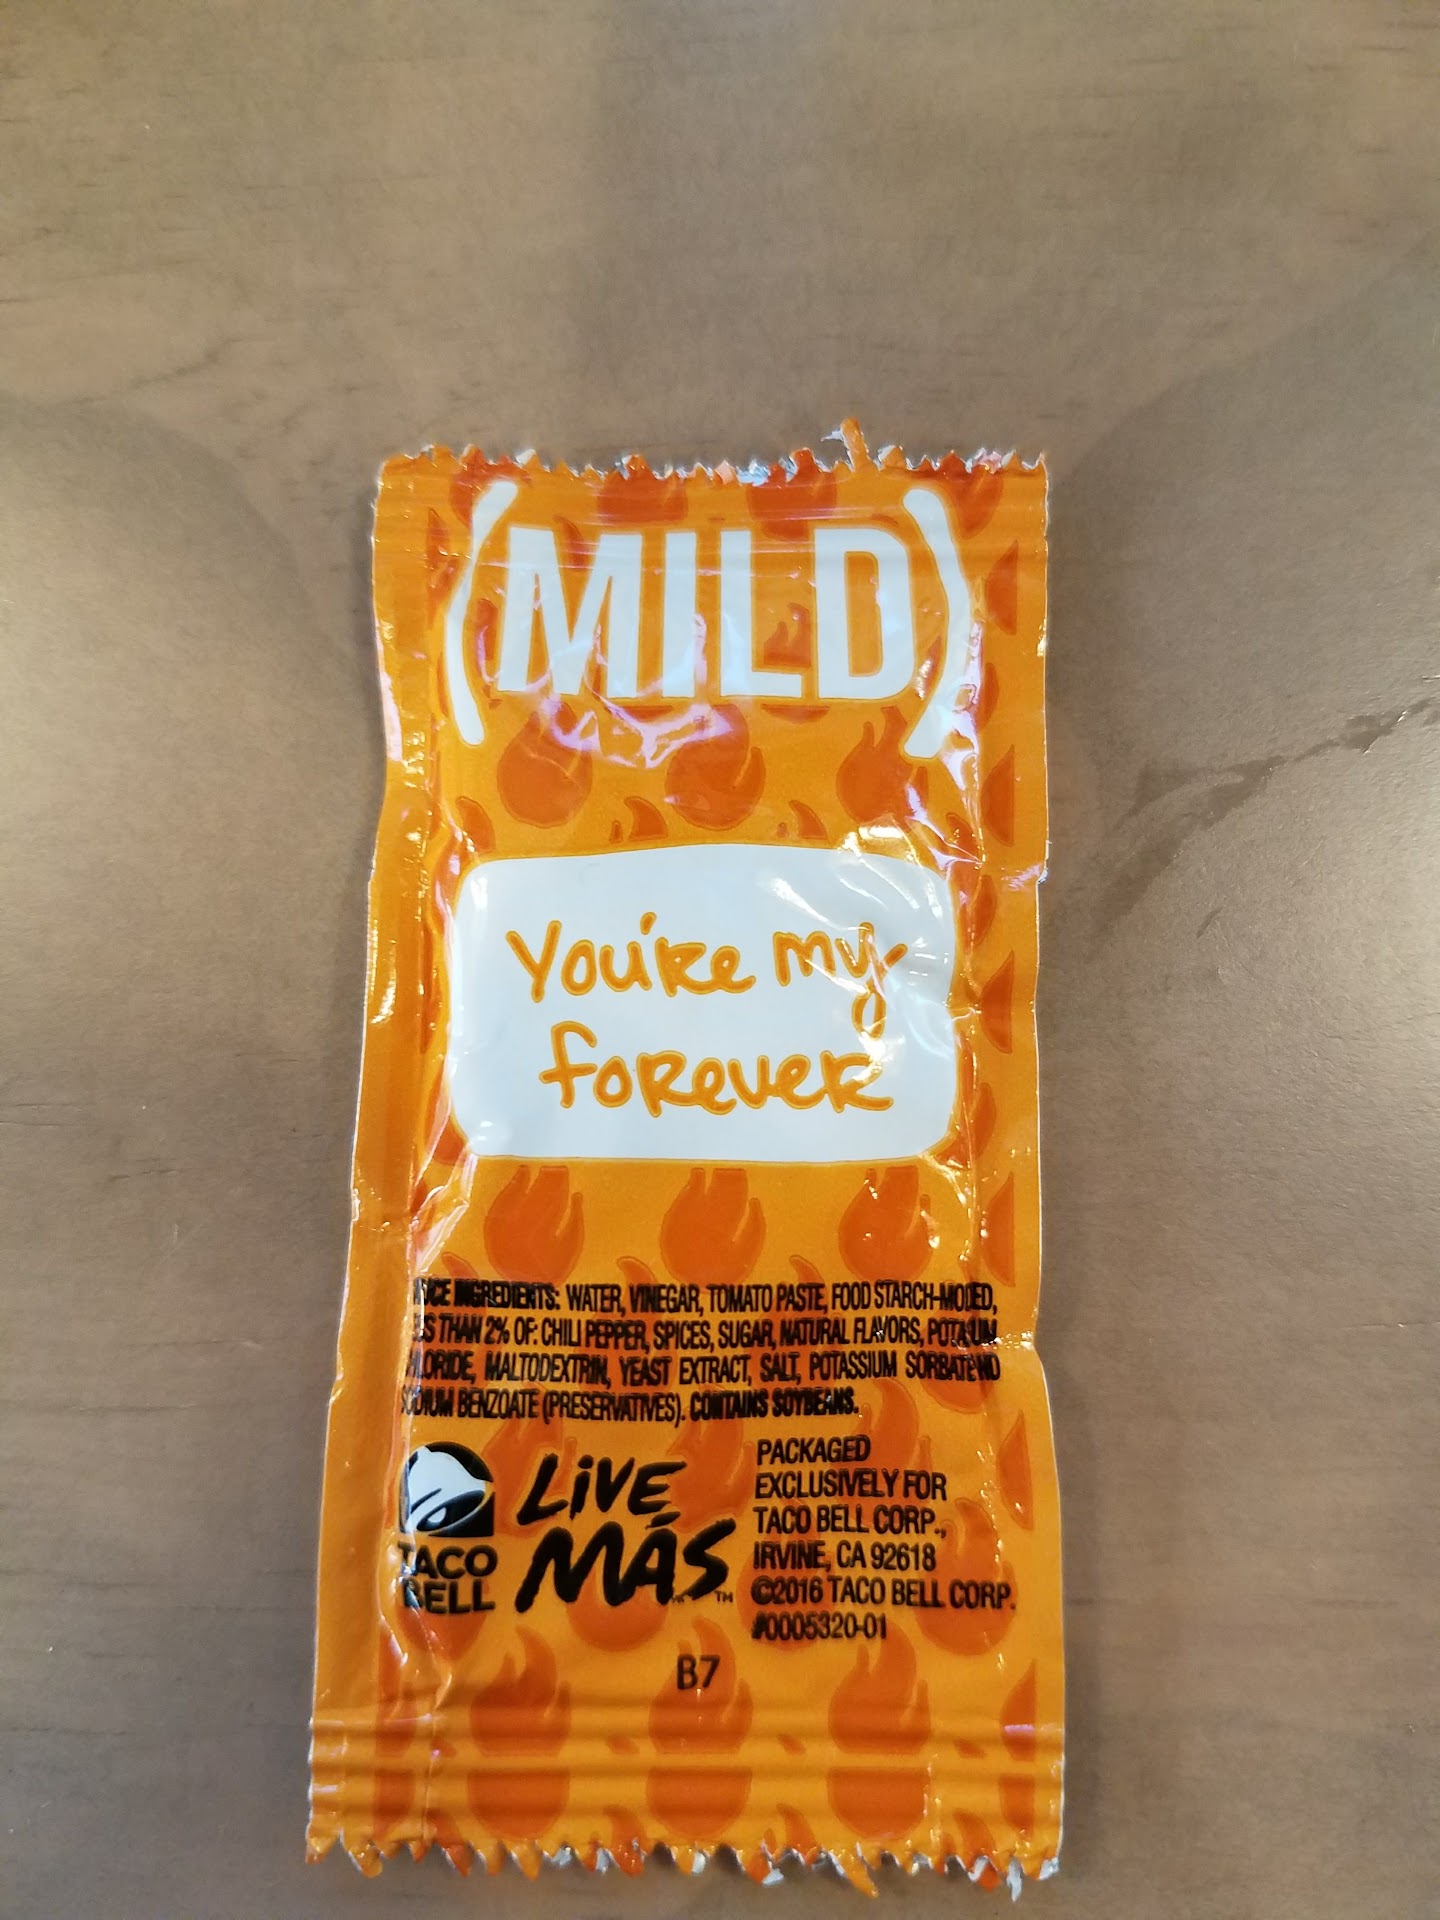 (MILD)
You're my
forever
INGREDIENTS: WATER, VINEGAR, TOMATO PASTE, FOOD STARCH-
THAN 2% OF: CHILI PEPPER, SPICES, SUGAR, NATURAL FLAVORS,
MALTODEXTRIN, YEAST EXTRACT, SALT, POTASSIUM
BENZOATE (PRESERVATIVES). CONTAINS SOYBEANS.
TACO
BELL
LiVE
MÁS™
PACKAGED
EXCLUSIVELY FOR
TACO BELL CORP.,
IRVINE, CA 92618
©2016 TACO BELL CORP.
#0005320-01
B7